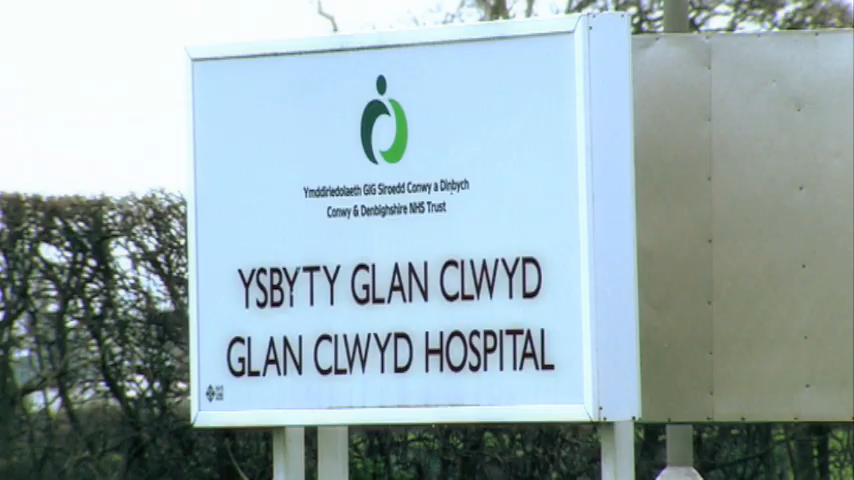 Ymddiriedolaeth GIG Siroedd Conwy a Dinbych
Conwy & Denbighshire NHS Trust
YSBYTY GLAN CLWYD
GLAN CLWYD HOSPITAL